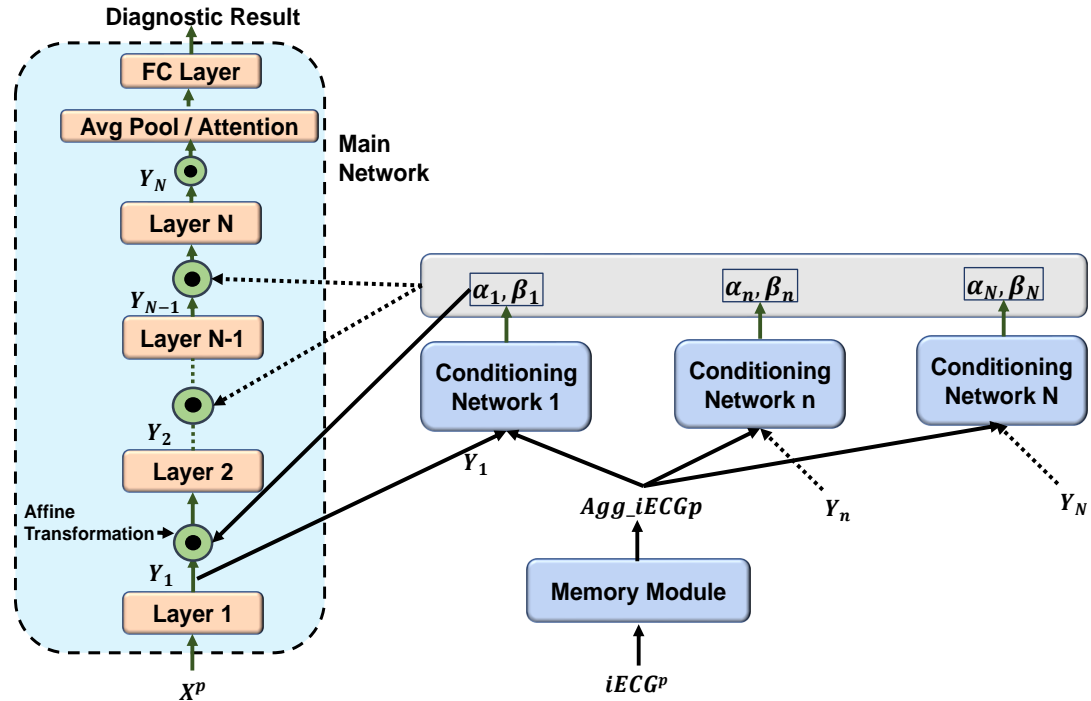 Diagnostic Result
FC Layer
Avg Pool / Attention
Main
Network
Y_N
Layer N
Y_{N-1}
Layer N-1
Y_2
Layer 2
Affine
Transformation
Y_1
Layer 1
X^p
α_1, β_1
α_n, β_n
α_N, β_N
Conditioning
Network 1
Conditioning
Network n
Conditioning
Network N
Y_1
Agg_iECGp
Y_n
Y_N
Memory Module
iECG^p